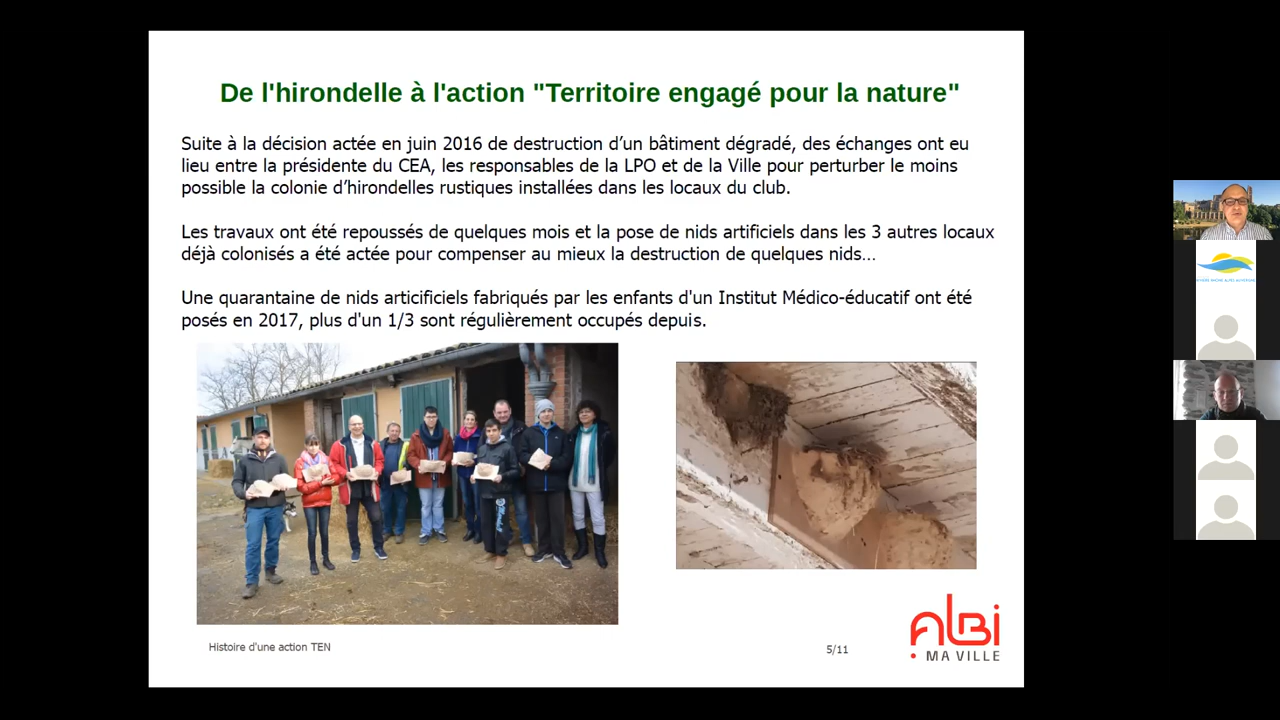 De l'hirondelle à l'action "Territoire engagé pour la nature"
Suite à la décision actée en juin 2016 de destruction d’un bâtiment dégradé, des échanges ont eu
lieu entre la présidente du CEA, les responsables de la LPO et de la Ville pour perturber le moins
possible la colonie d’hirondelles rustiques installées dans les locaux du club.
Les travaux ont été repoussés de quelques mois et la pose de nids artificiels dans les 3 autres locaux
déjà colonisés a été actée pour compenser au mieux la destruction de quelques nids…
Une quarantaine de nids articificiels fabriqués par les enfants d'un Institut Médico-éducatif ont été
posés en 2017, plus d'un 1/3 sont régulièrement occupés depuis.
Histoire d'une action TEN
5/11
ALBI
MA VILLE